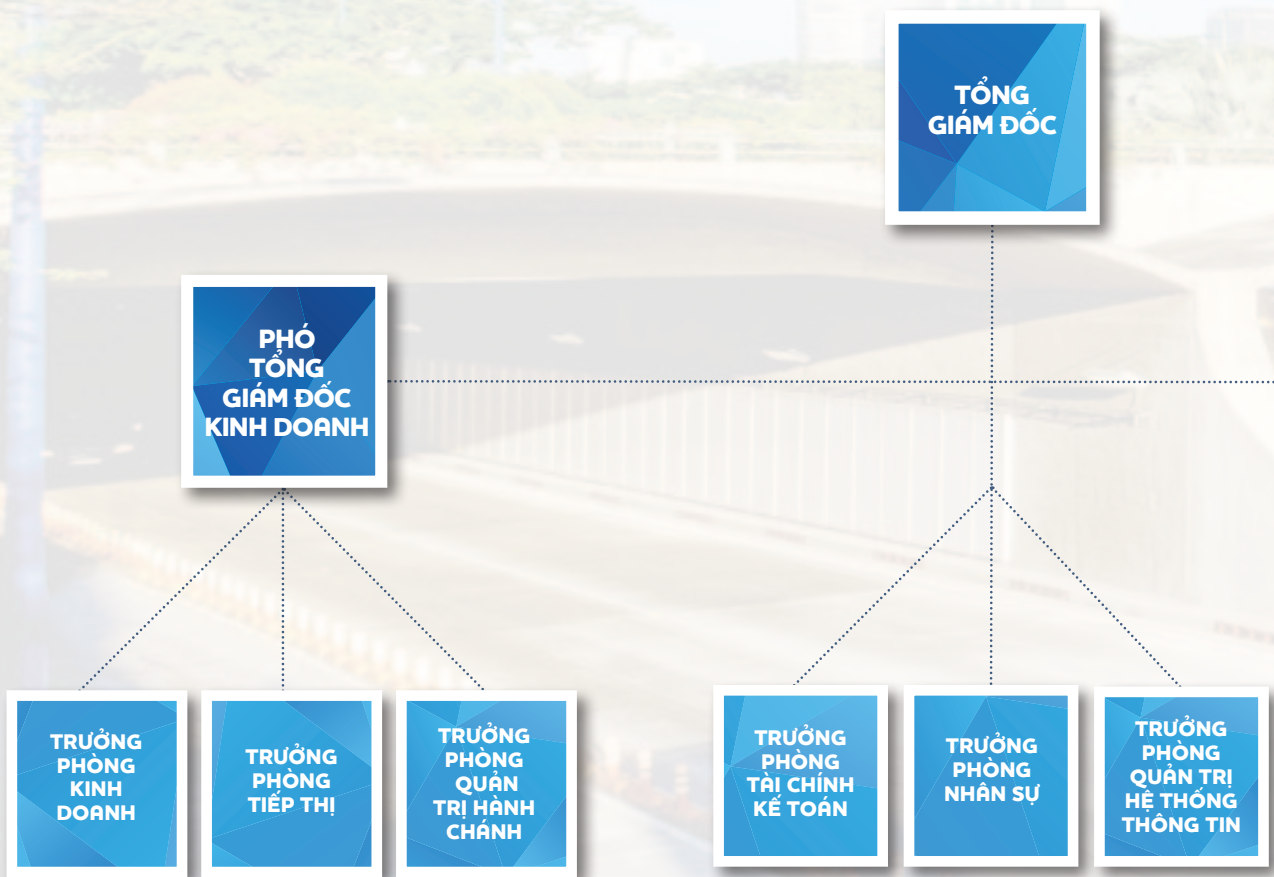 TỔNG
GIÁM ĐỐC
PHÓ
TỔNG
GIÁM ĐỐC
KINH DOANH
TRƯỞNG
PHÒNG
KINH
DOANH
TRƯỞNG
PHÒNG
TIẾP THỊ
TRƯỞNG
PHÒNG
QUẢN
TRỊ HÀNH
CHÁNH
TRƯỞNG
PHÒNG
TÀI CHÍNH
KẾ TOÁN
TRƯỞNG
PHÒNG
NHÂN SỰ
TRƯỞNG
PHÒNG
QUẢN TRỊ
HỆ THỐNG
THÔNG TIN